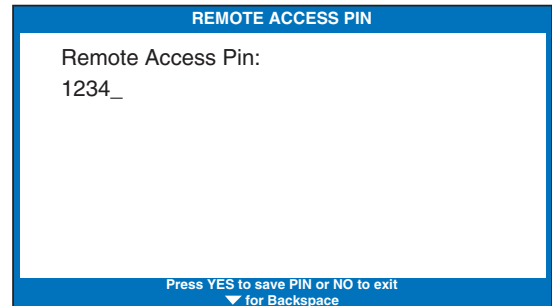 REMOTE ACCESS PIN
Remote Access Pin:
1234_
Press YES to save PIN or NO to exit
▼ for Backspace